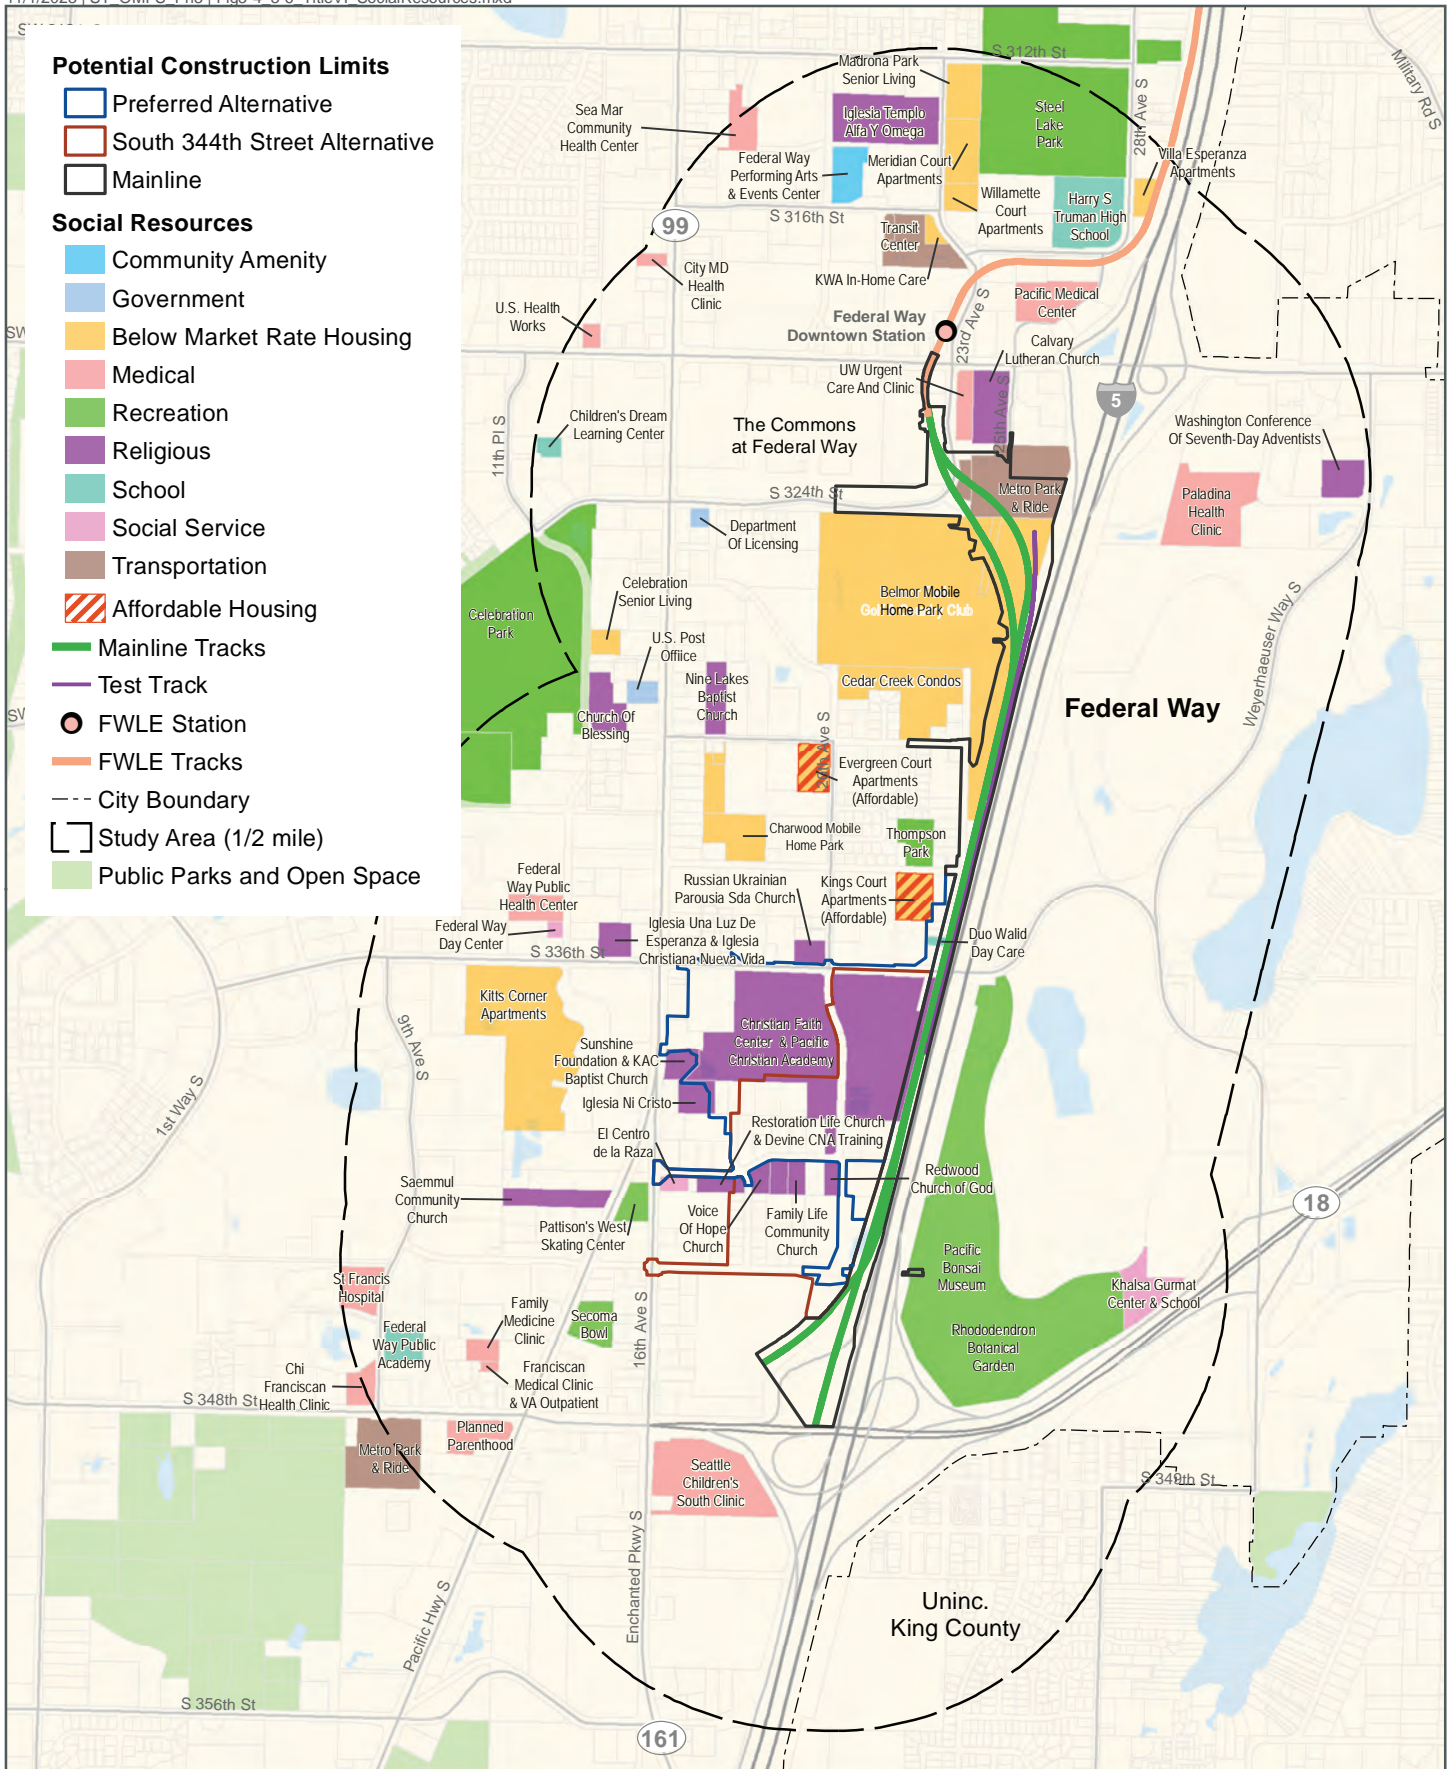 Potential Construction Limits
Preferred Alternative
South 344th Street Alternative
Mainline
Social Resources
Community Amenity
Government
Below Market Rate Housing
Medical
Recreation
Religious
School
Social Service
Transportation
Affordable Housing
Mainline Tracks
Test Track
FWLE Station
FWLE Tracks
City Boundary
Study Area (1/2 mile)
Public Parks and Open Space
S 312th St
Military Rd S
Madrona Park
Senior Living
Sea Mar
Community
Health Center
Iglesia Templo
Alfa Y Omega
Steel
Lake
Park
28th Ave S
Federal Way
Performing Arts
& Events Center
Meridian Court
Apartments
Villa Esperanza
Apartments
Willamette
Court
Apartments
Harry S
Truman High
School
S 316th St
99
Transit
Center
City MD
Health
Clinic
KWA In-Home Care
U.S. Health
Works
Pacific Medical
Center
Federal Way
Downtown Station
23rd Ave S
Calvary
Lutheran Church
UW Urgent
Care And Clinic
25th Ave S
5
Children's Dream
Learning Center
11th Pl S
The Commons
at Federal Way
Washington Conference
Of Seventh-Day Adventists
S 324th St
Metro Park
& Ride
Paladina
Health
Clinic
Department
Of Licensing
Celebration
Senior Living
Belmor Mobile
Home Park
Celebration
Park
U.S. Post
Offiice
Weyerhaeuser Way S
Nine Lakes
Baptist
Church
Cedar Creek Condos
Church Of
Blessing
Federal Way
20th Ave S
Evergreen Court
Apartments
(Affordable)
Charwood Mobile
Home Park
Thompson
Park
Federal
Way Public
Health Center
Russian Ukrainian
Parousia Sda Church
Kings Court
Apartments
(Affordable)
Federal Way
Day Center
Iglesia Una Luz De
Esperanza & Iglesia
Christiana Nueva Vida
Duo Walid
Day Care
S 336th St
Kitts Corner
Apartments
9th Ave S
Christian Faith
Center & Pacific
Christian Academy
Sunshine
Foundation & KAC
Baptist Church
1st Way S
Iglesia Ni Cristo
El Centro
de la Raza
Restoration Life Church
& Devine CNA Training
Saemmul
Community
Church
Redwood
Church of God
18
Pattison's West
Skating Center
Voice
Of Hope
Church
Family Life
Community
Church
Pacific
Bonsai
Museum
St Francis
Hospital
Khalsa Gurmat
Center & School
Family
Medicine
Clinic
Secoma
Bowl
16th Ave S
Federal
Way Public
Academy
Rhododendron
Botanical
Garden
Chi
Franciscan
Health Clinic
Franciscan
Medical Clinic
& VA Outpatient
S 348th St
Metro Park
& Ride
Planned
Parenthood
Seattle
Children's
South Clinic
S 349th St
Enchanted Pkwy S
Pacific Hwy S
Uninc.
King County
S 356th St
161